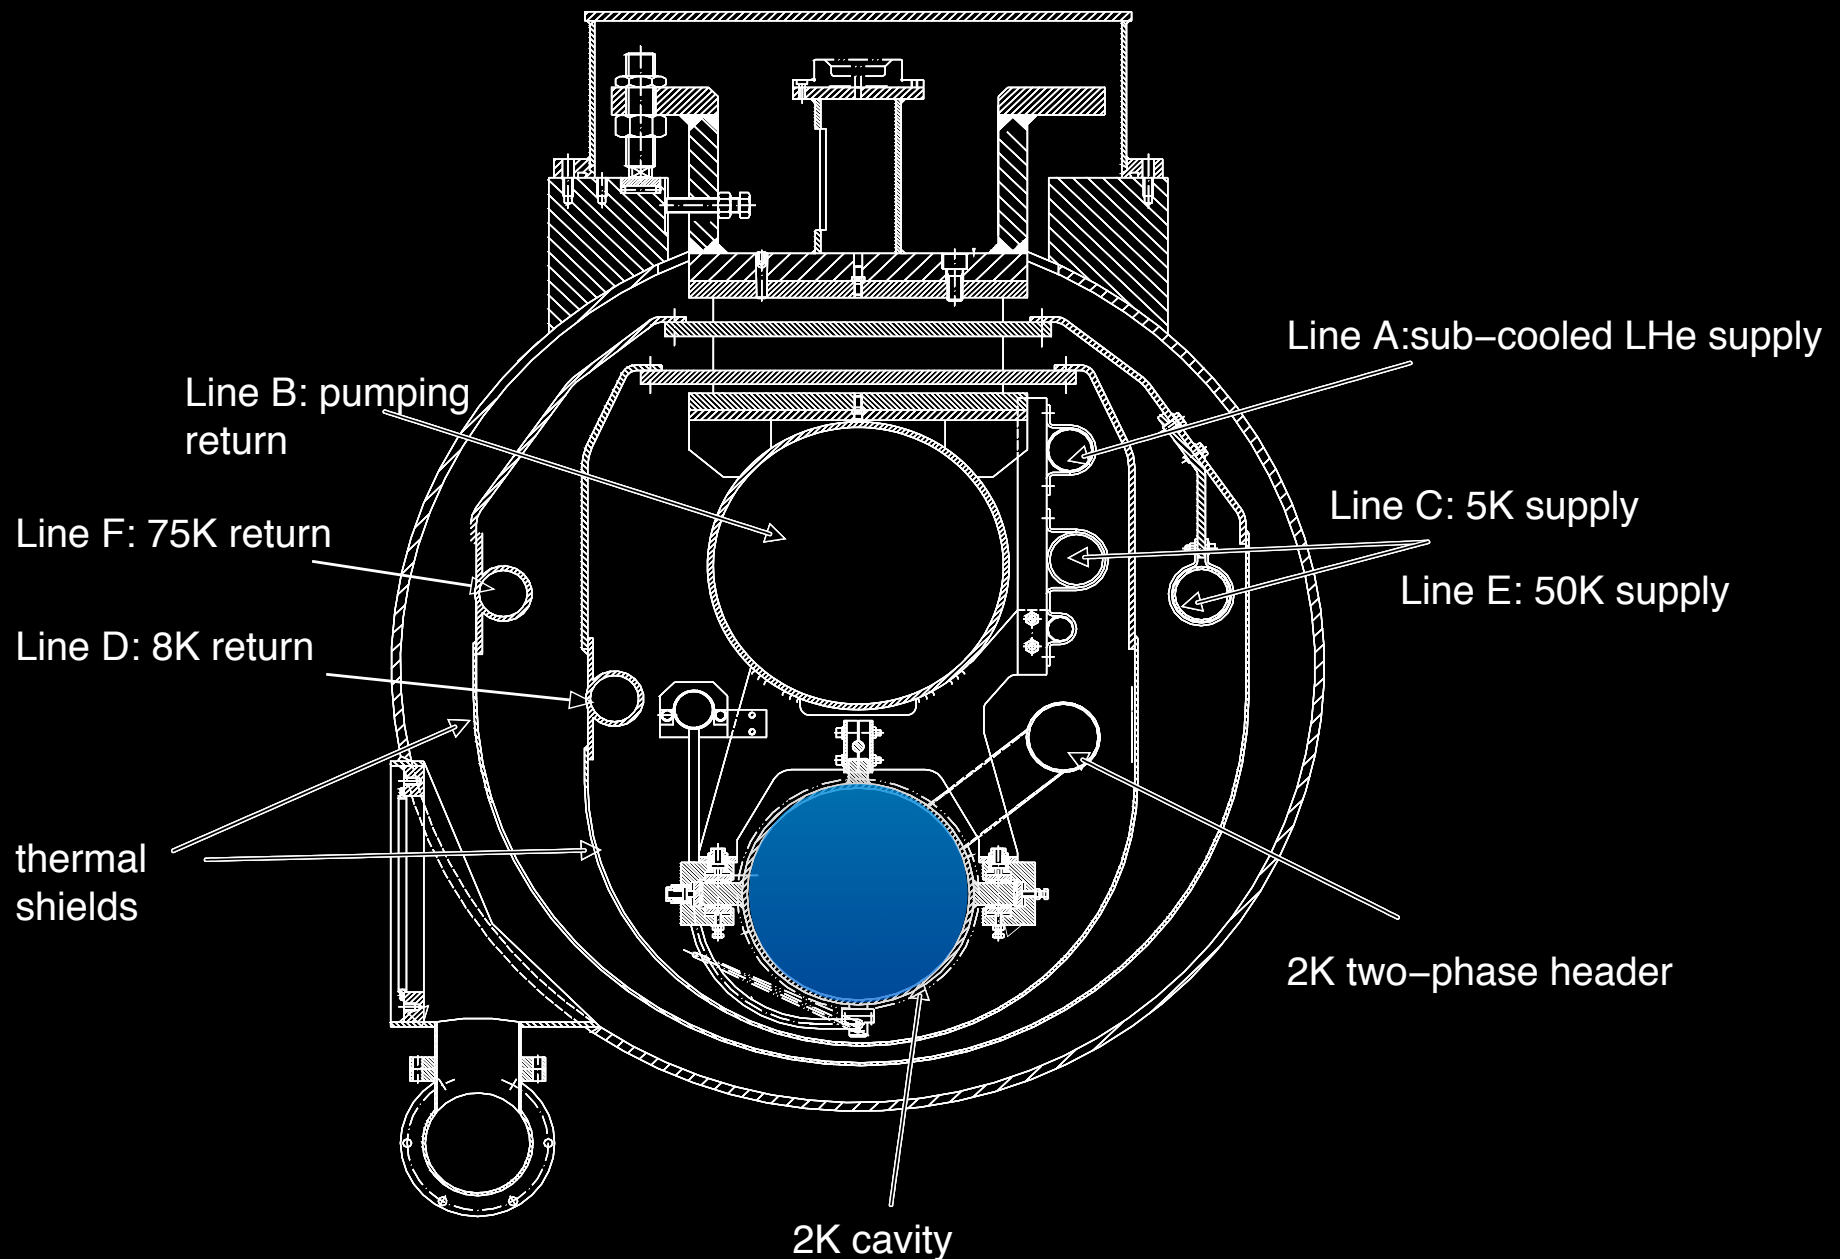 Line A:sub−cooled LHe supply
Line B: pumping
return
Line C: 5K supply
Line F: 75K return
Line E: 50K supply
Line D: 8K return
thermal
shields
2K two−phase header
2K cavity